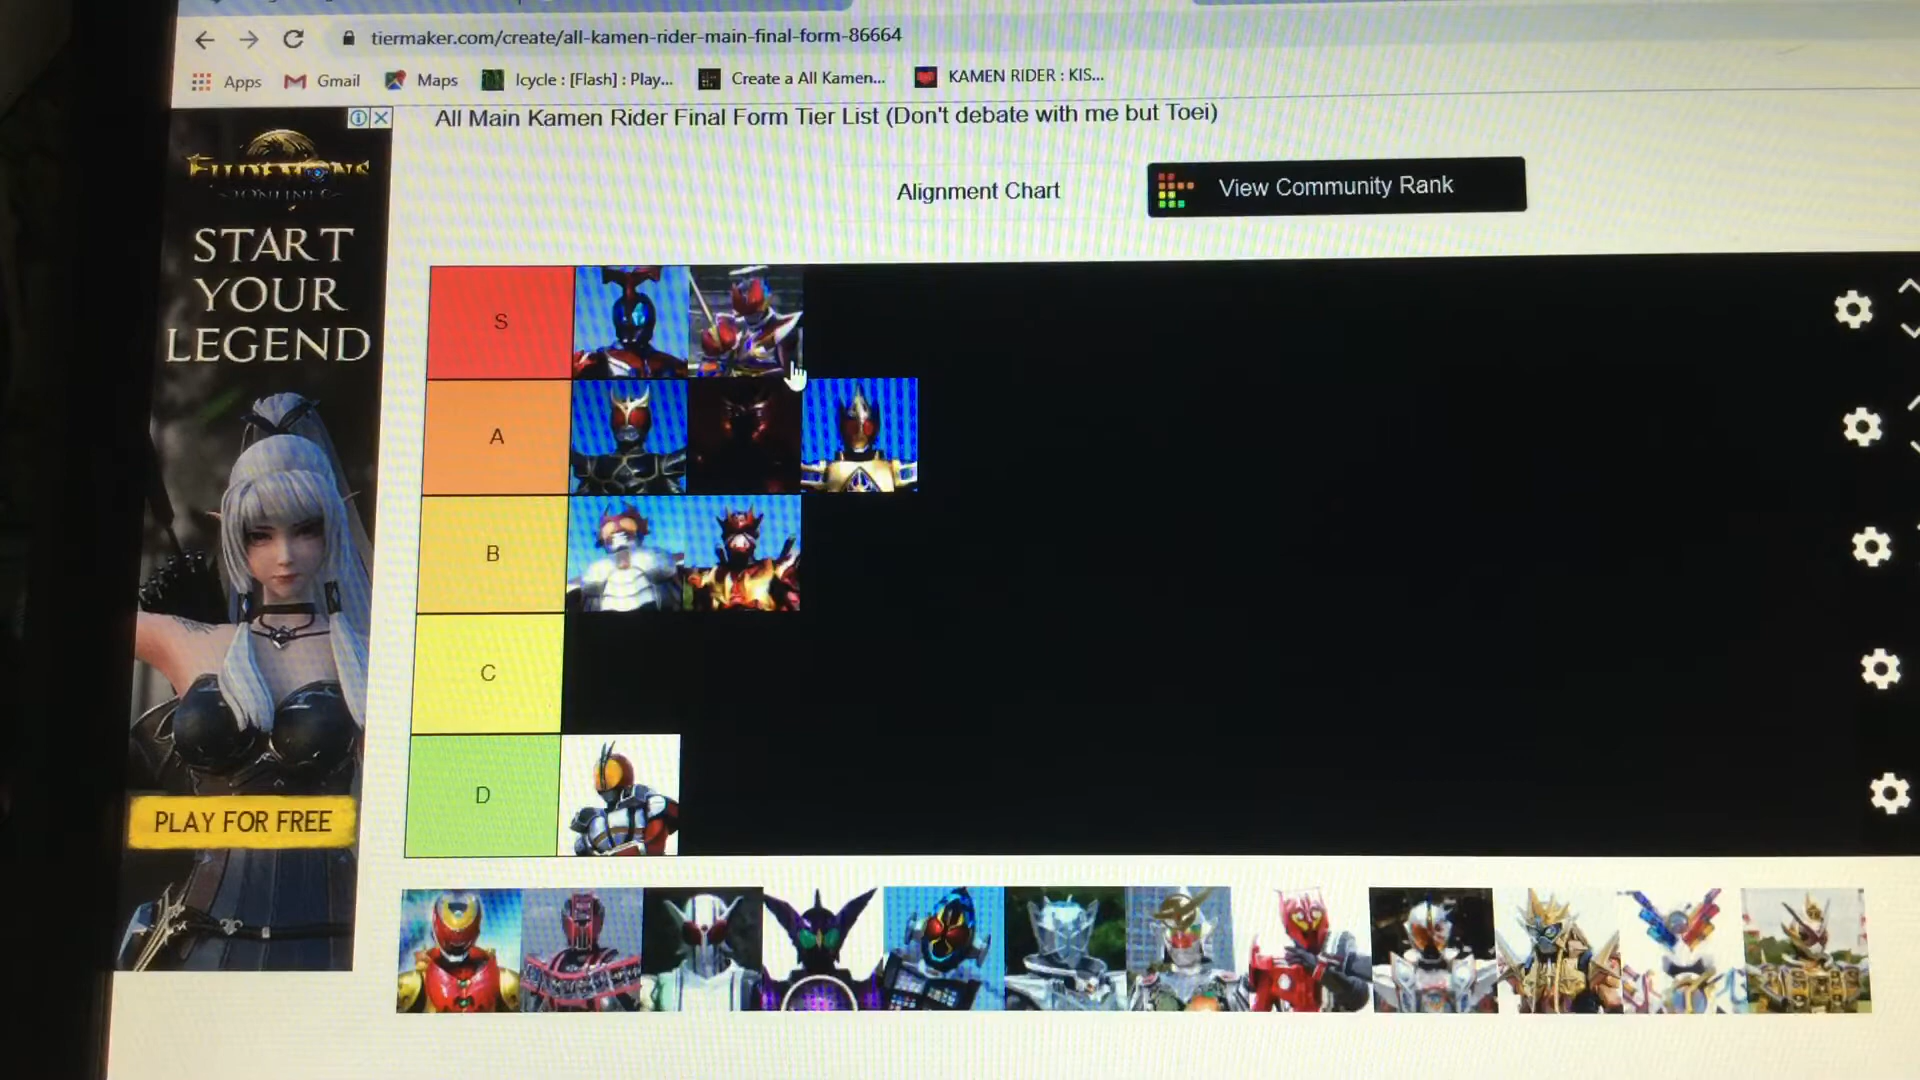 tiermaker.com/create/all-kamen-rider-main-final-form-86664
Apps
Gmail
Maps
Icycle : [Flash] : Play...
Create a All Kamen...
KAMEN RIDER : KIS...
All Main Kamen Rider Final Form Tier List (Don't debate with me but Toei)
Alignment Chart
View Community Rank
START
YOUR
LEGEND
PLAY FOR FREE
S
A
B
C
D